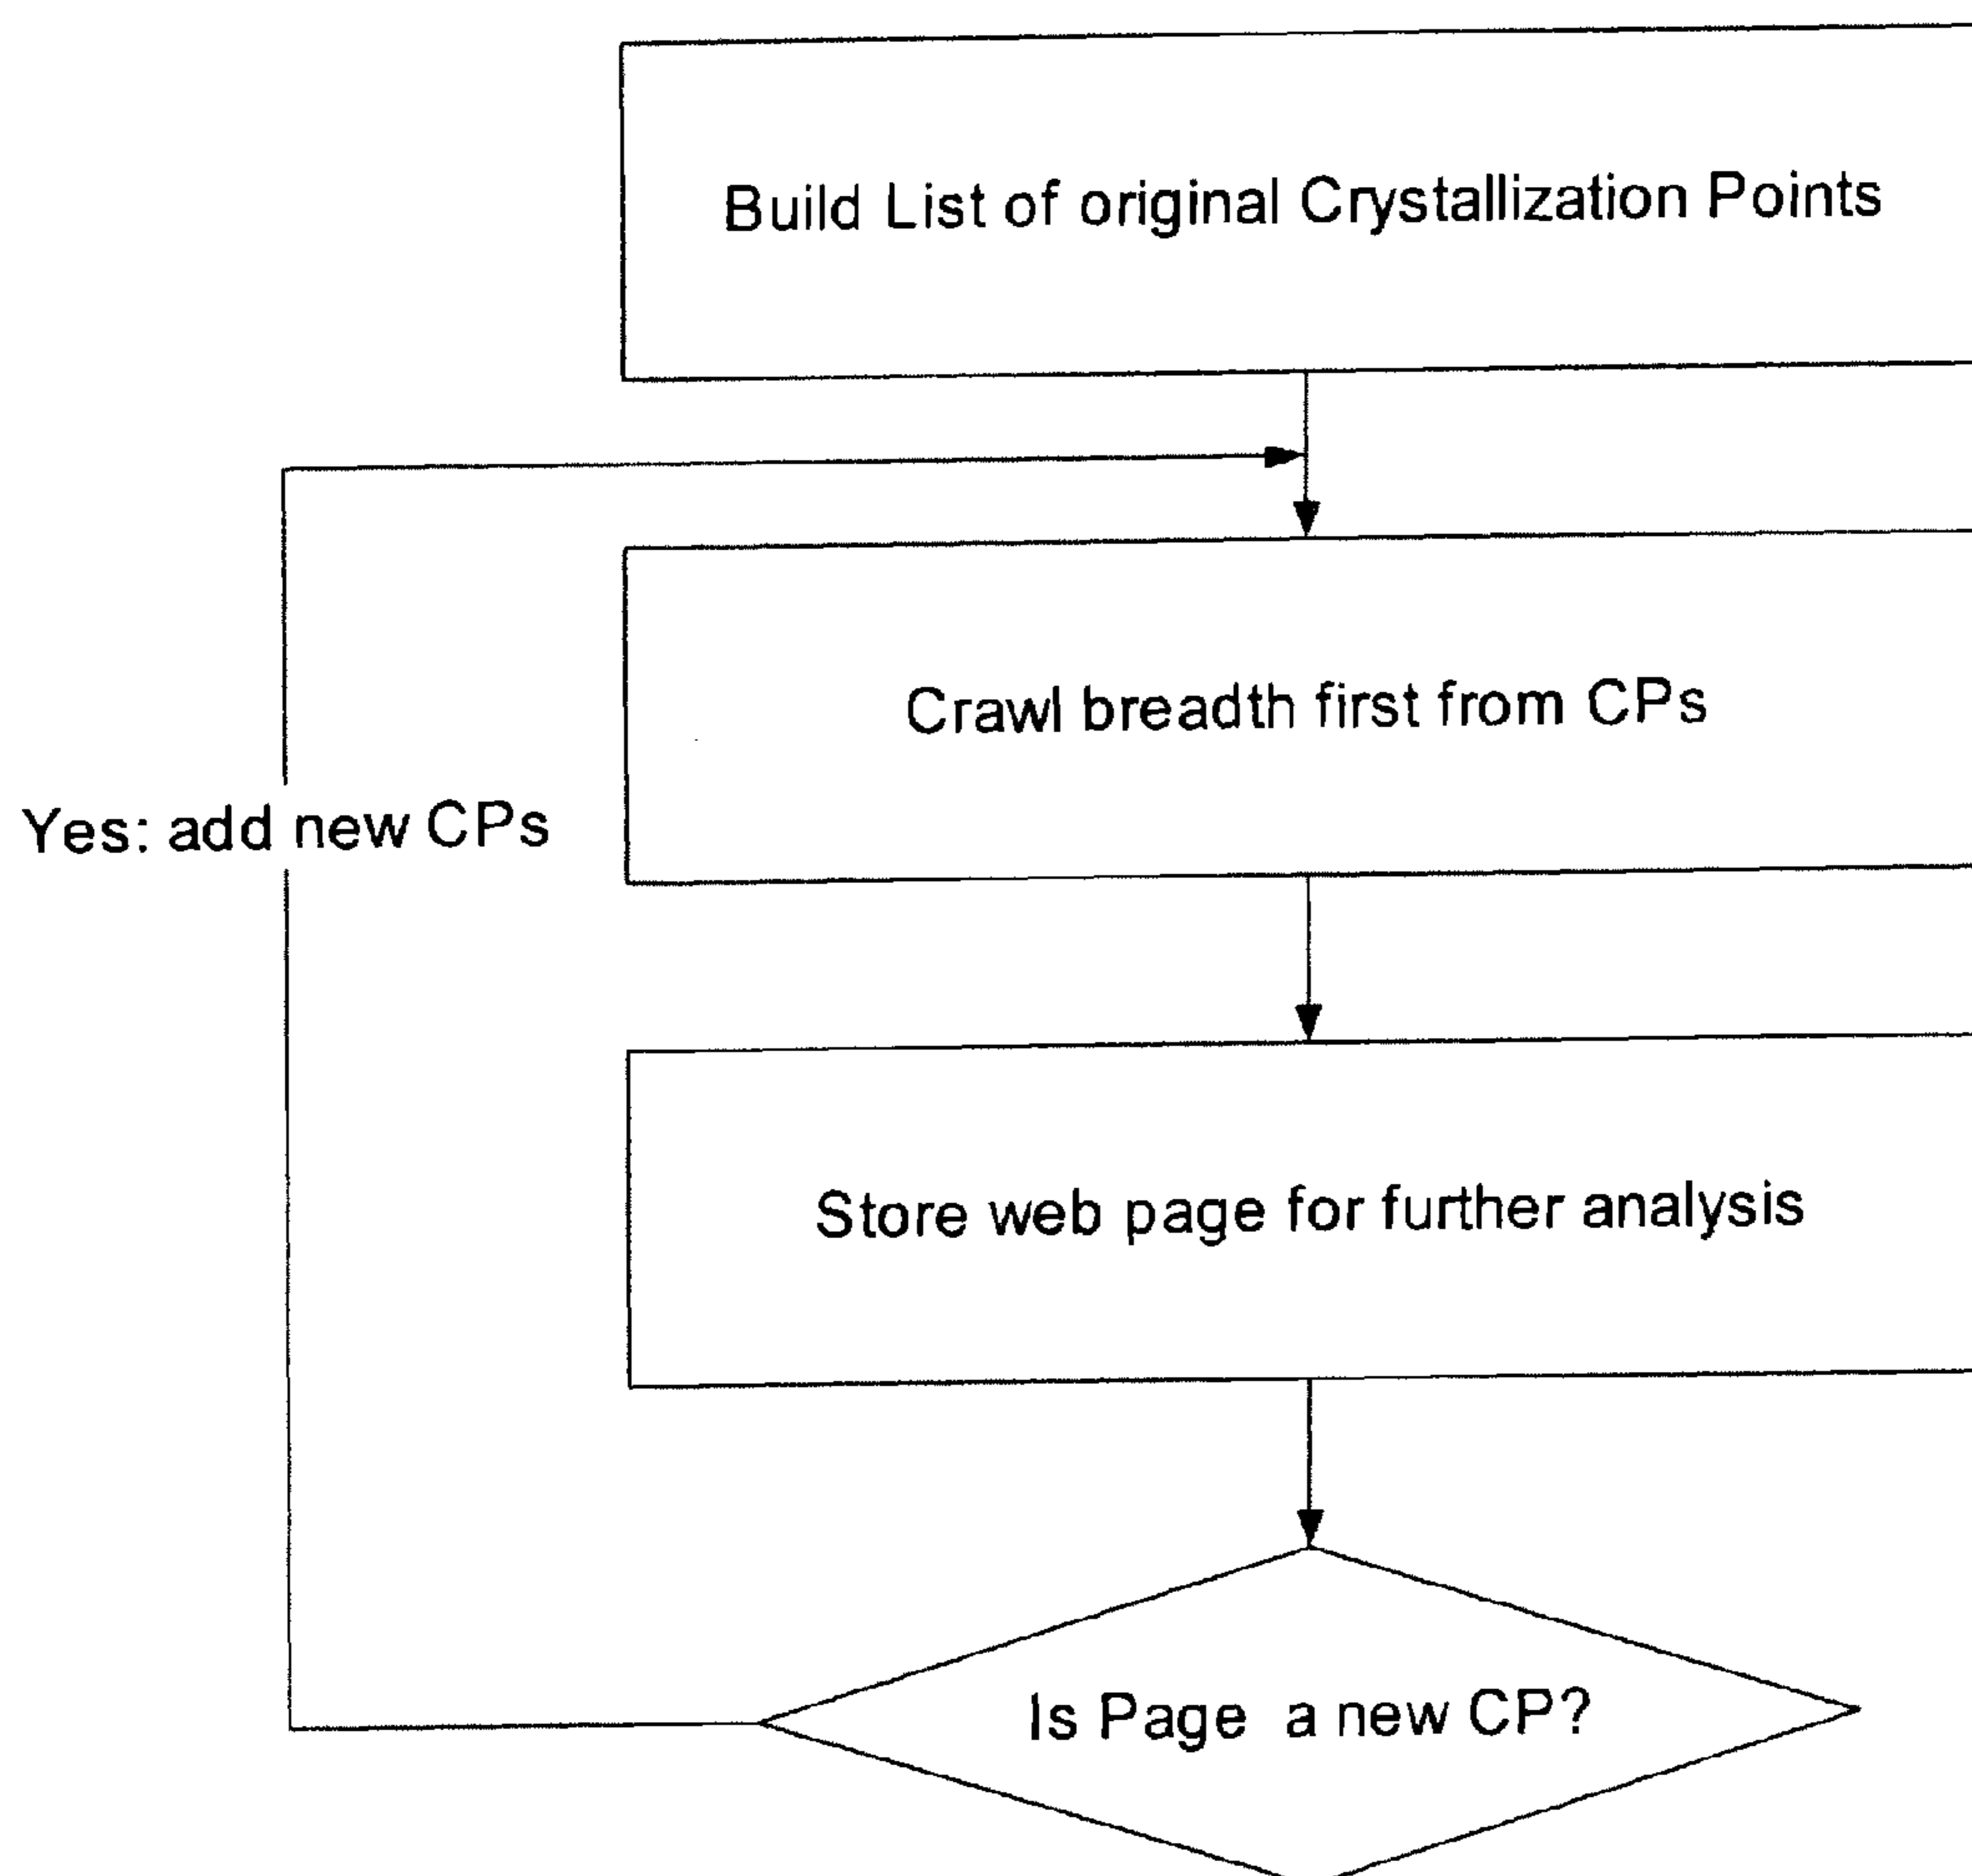 Build List of original Crystallization Points
Crawl breadth first from CPs
Yes: add new CPs
Store web page for further analysis
Is Page a new CP?